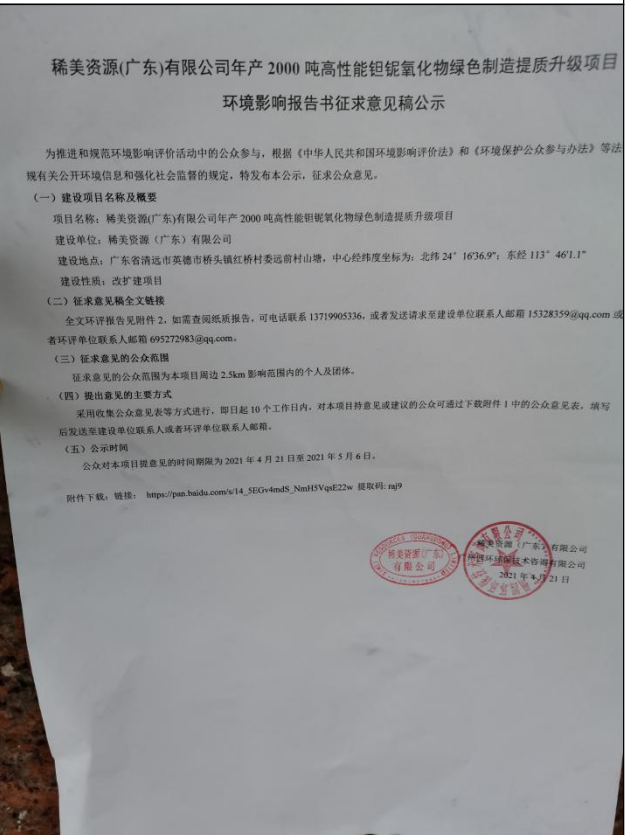 稀美资源(广东)有限公司年产 2000 吨高性能钽铌氧化物绿色制造提质升级项目
环境影响报告书征求意见稿公示
为推进和规范环境影响评价活动中的公众参与，根据《中华人民共和国环境影响评价法》和《环境保护公众参与办法》等法
规有关公开环境信息和强化社会监督的规定，特发布本公示，征求公众意见。
（一）建设项目名称及概要
项目名称：稀美资源(广东)有限公司年产 2000 吨高性能钽铌氧化物绿色制造提质升级项目
建设单位：稀美资源（广东）有限公司
建设地点：广东省清远市英德市桥头镇红桥村委远前村山塘，中心经纬度坐标为：北纬 24° 16'36.9"；东经 113° 46'1.1"
建设性质：改扩建项目
（二）征求意见稿全文链接
全文环评报告见附件 2，如需查阅纸质报告，可电话联系 13719905336，或者发送请求至建设单位联系人邮箱 15328359@qq.com 或
者环评单位联系人邮箱 695272983@qq.com。
（三）征求意见的公众范围
征求意见的公众范围为本项目周边 2.5km 影响范围内的个人及团体。
（四）提出意见的主要方式
采用收集公众意见表等方式进行，即日起 10 个工作日内，对本项目持意见或建议的公众可通过下载附件 1 中的公众意见表，填写
后发送至建设单位联系人或者环评单位联系人邮箱。
（五）公示时间
公众对本项目提意见的时间期限为 2021 年 4 月 21 日至 2021 年 5 月 6 日。
附件下载：链接： https://pan.baidu.com/s/14_5EGv4mdS_NmH5VqsE22w 提取码: raj9
稀美资源（广东）
有限公司
稀美资源（广东）有限公司
环保技术咨询有限公司
2021 年 4 月 21 日